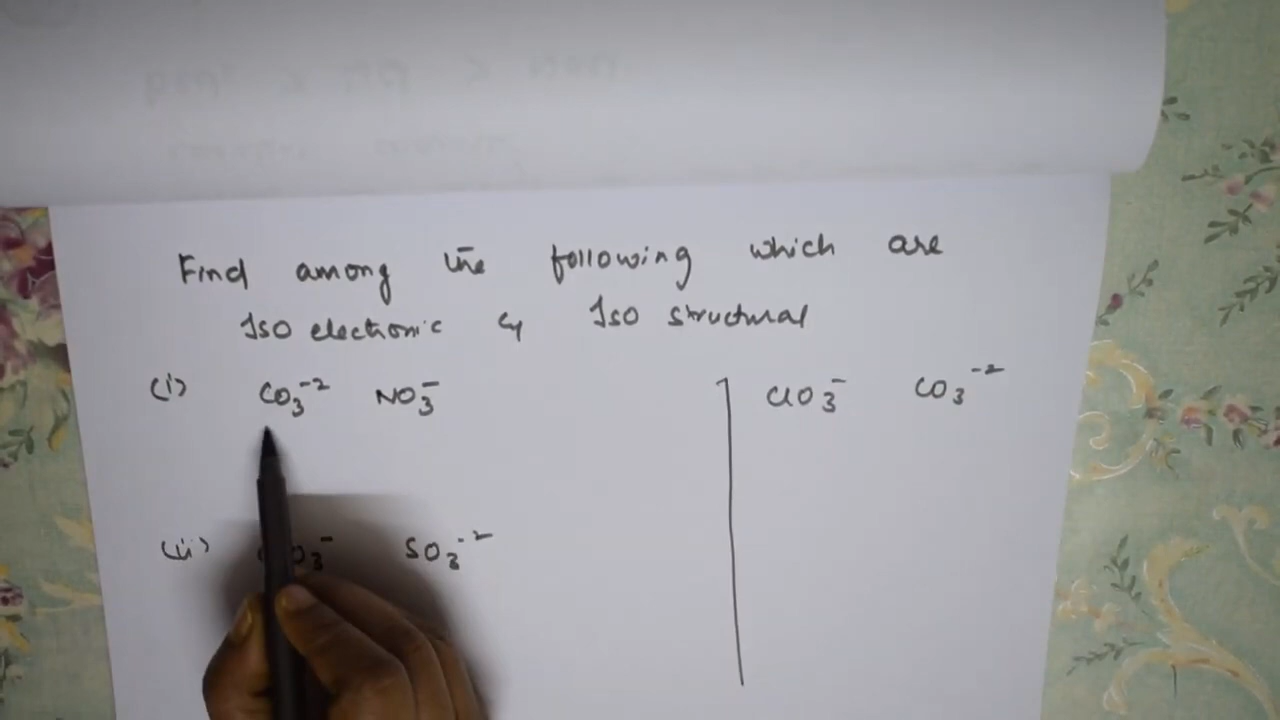 Find among the following which are
Iso electronic & Iso structural
(i) CO₃⁻² NO₃⁻
ClO₃⁻ CO₃⁻²
(ii) O₃⁻ SO₃⁻²